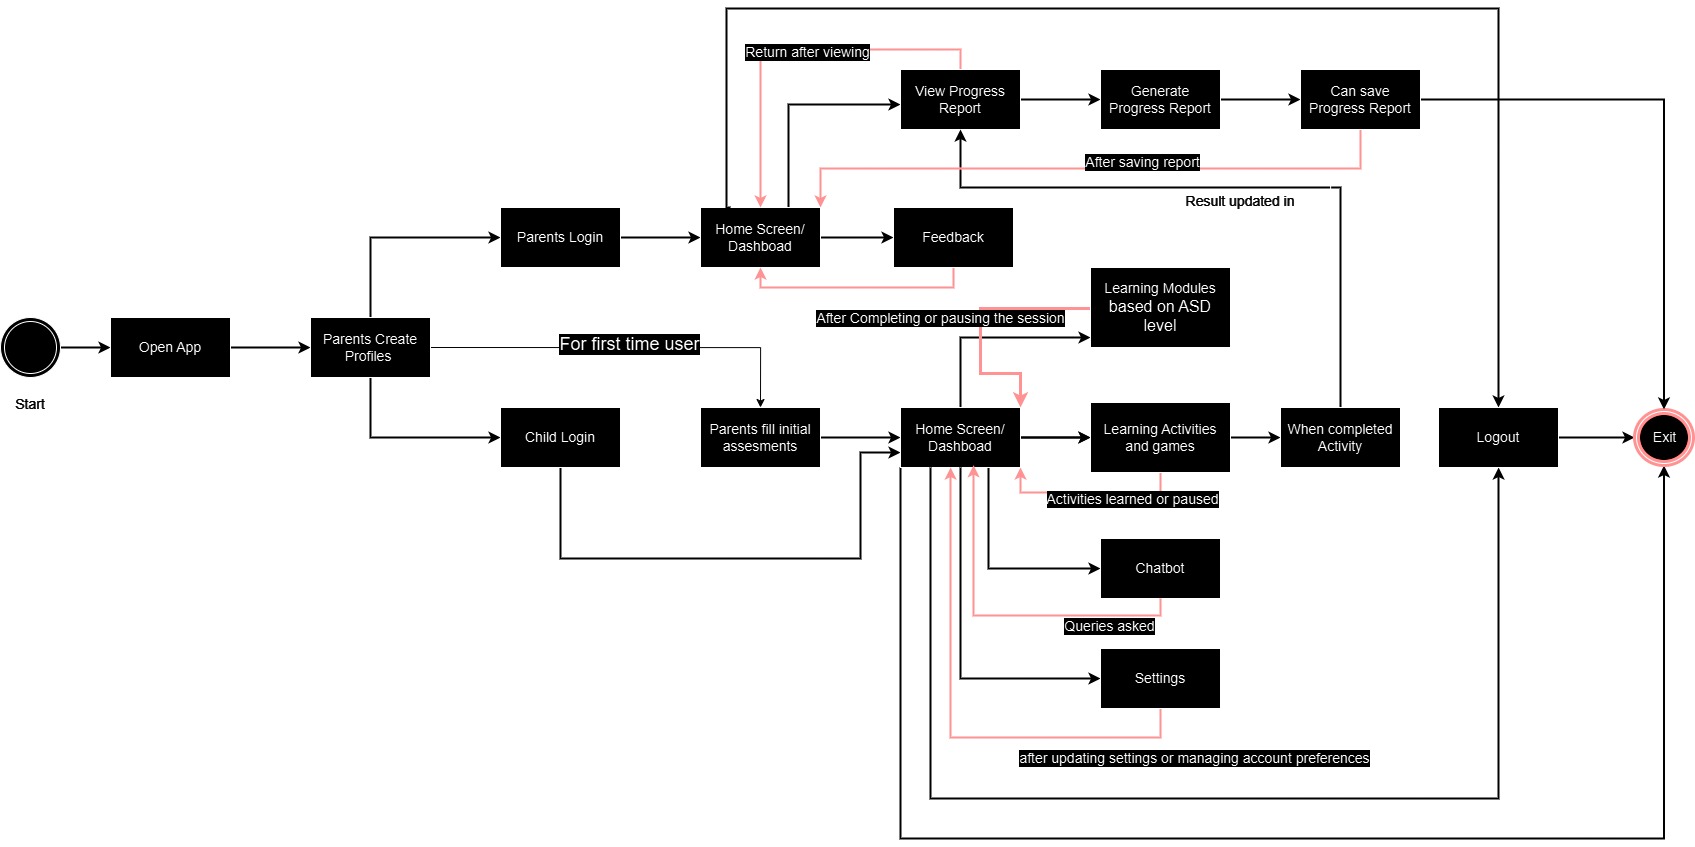 Return after viewing
View Progress
Report
Generate
Progress Report
Can save
Progress Report
After saving report
Result updated in
Parents Login
Home Screen/
Dashboad
Feedback
Learning Modules
based on ASD
level
After Completing or pausing the session
Open App
Parents Create
Profiles
For first time user
Start
Child Login
Parents fill initial
assesments
Home Screen/
Dashboad
Learning Activities
and games
When completed
Activity
Logout
Exit
Activities learned or paused
Chatbot
Queries asked
Settings
after updating settings or managing account preferences